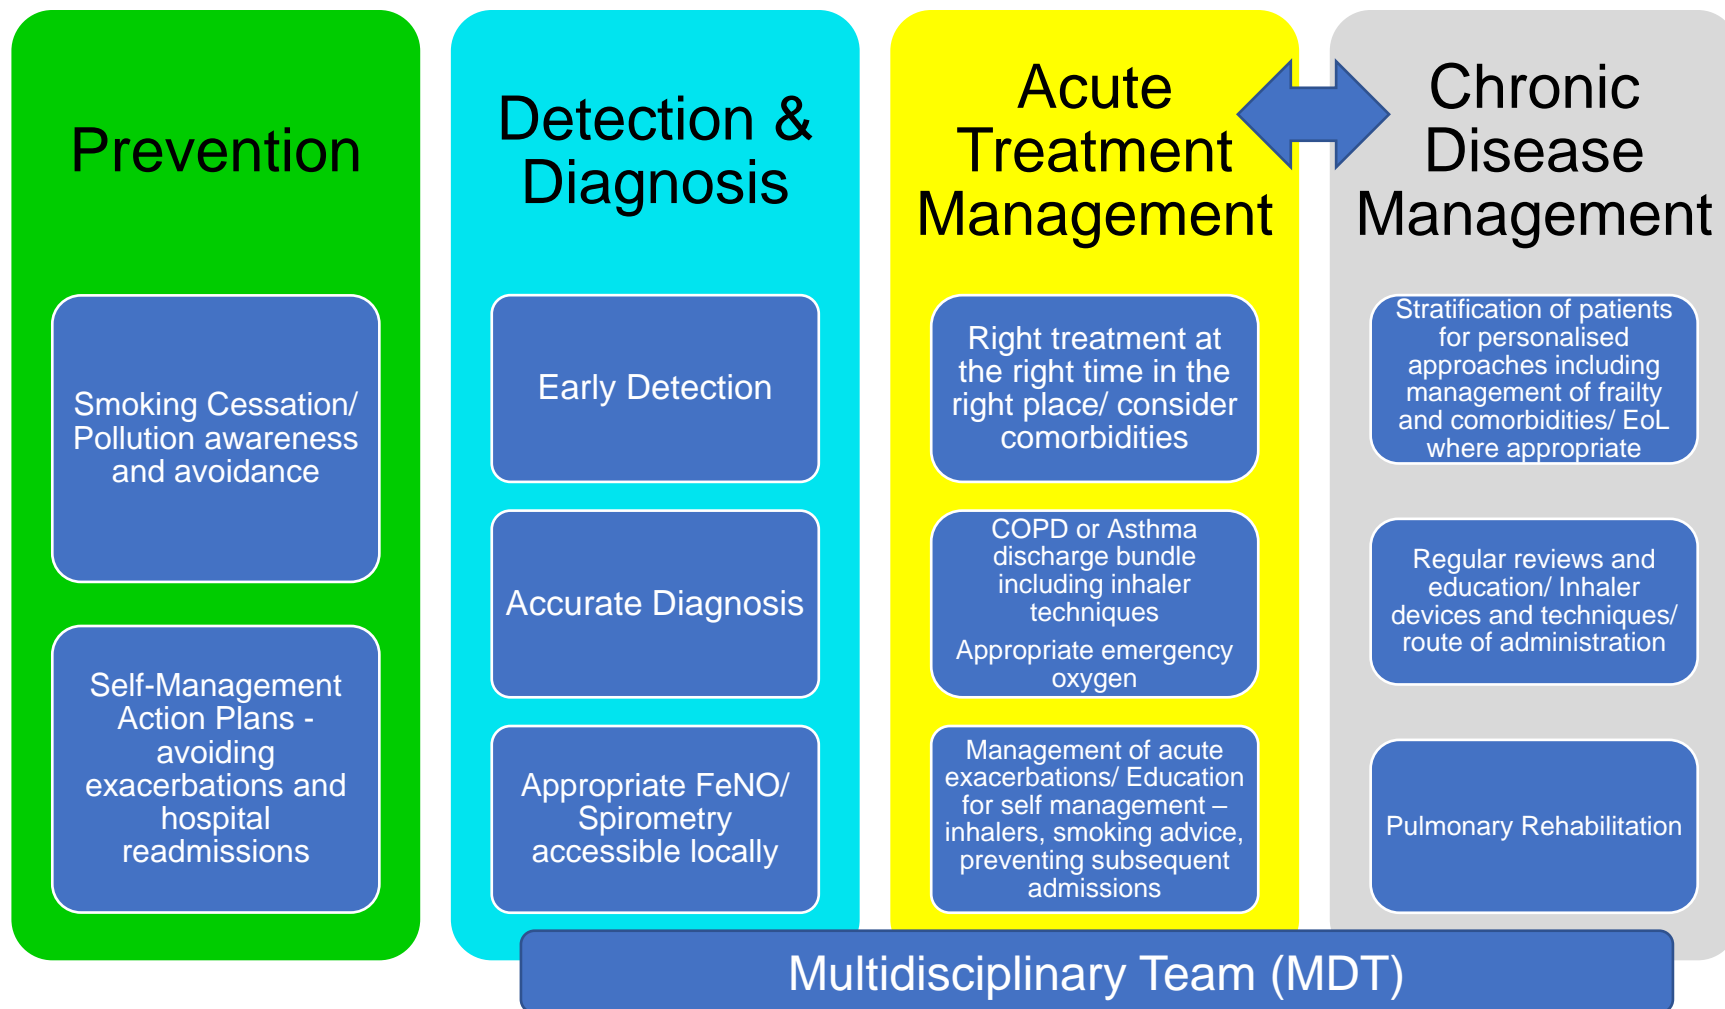 Prevention
Smoking Cessation/
Pollution awareness
and avoidance
Self-Management
Action Plans -
avoiding
exacerbations and
hospital
readmissions
Detection &
Diagnosis
Early Detection
Accurate Diagnosis
Appropriate FeNO/
Spirometry
accessible locally
Acute
Treatment
Management
Right treatment at
the right time in the
right place/ consider
comorbidities
COPD or Asthma
discharge bundle
including inhaler
techniques
Appropriate emergency
oxygen
Management of acute
exacerbations/ Education
for self management –
inhalers, smoking advice,
preventing subsequent
admissions
Chronic
Disease
Management
Stratification of patients
for personalised
approaches including
management of frailty
and comorbidities/ EoL
where appropriate
Regular reviews and
education/ Inhaler
devices and techniques/
route of administration
Pulmonary Rehabilitation
Multidisciplinary Team (MDT)